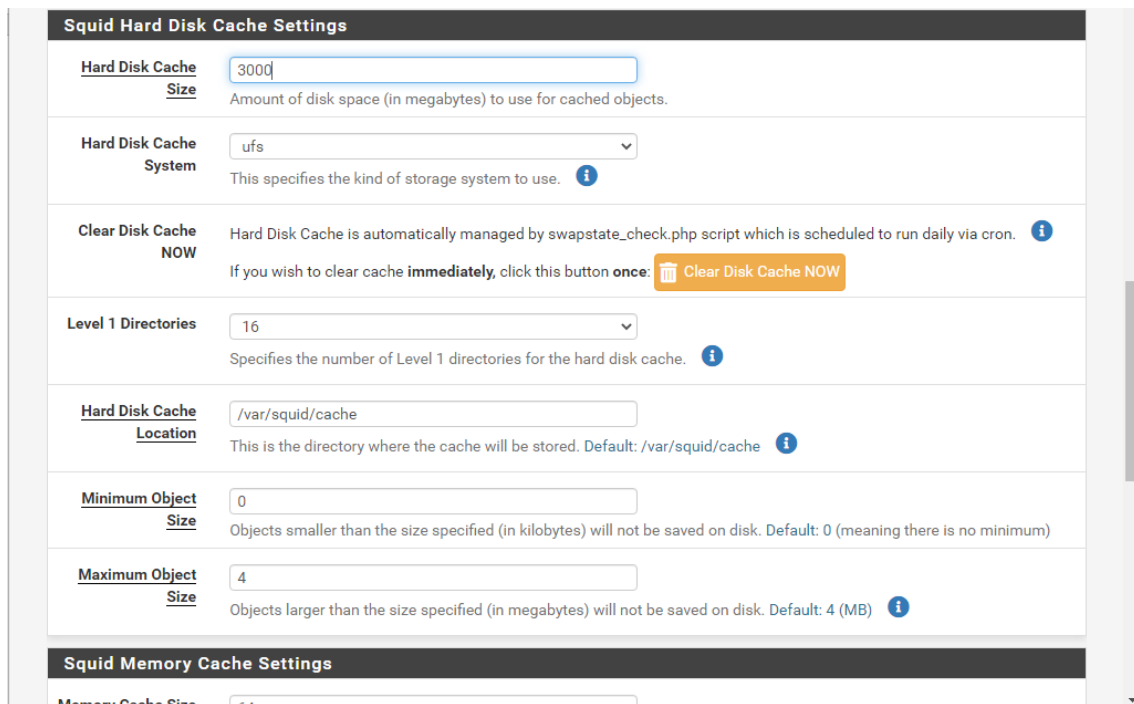 Squid Hard Disk Cache Settings
Hard Disk Cache
Size
3000
Amount of disk space (in megabytes) to use for cached objects.
Hard Disk Cache
System
ufs
This specifies the kind of storage system to use.
Clear Disk Cache
NOW
Hard Disk Cache is automatically managed by swapstate_check.php script which is scheduled to run daily via cron.
If you wish to clear cache immediately, click this button once: Clear Disk Cache NOW
Level 1 Directories
16
Specifies the number of Level 1 directories for the hard disk cache.
Hard Disk Cache
Location
/var/squid/cache
This is the directory where the cache will be stored. Default: /var/squid/cache
Minimum Object
Size
0
Objects smaller than the size specified (in kilobytes) will not be saved on disk. Default: 0 (meaning there is no minimum)
Maximum Object
Size
4
Objects larger than the size specified (in megabytes) will not be saved on disk. Default: 4 (MB)
Squid Memory Cache Settings
Memory Cache Size